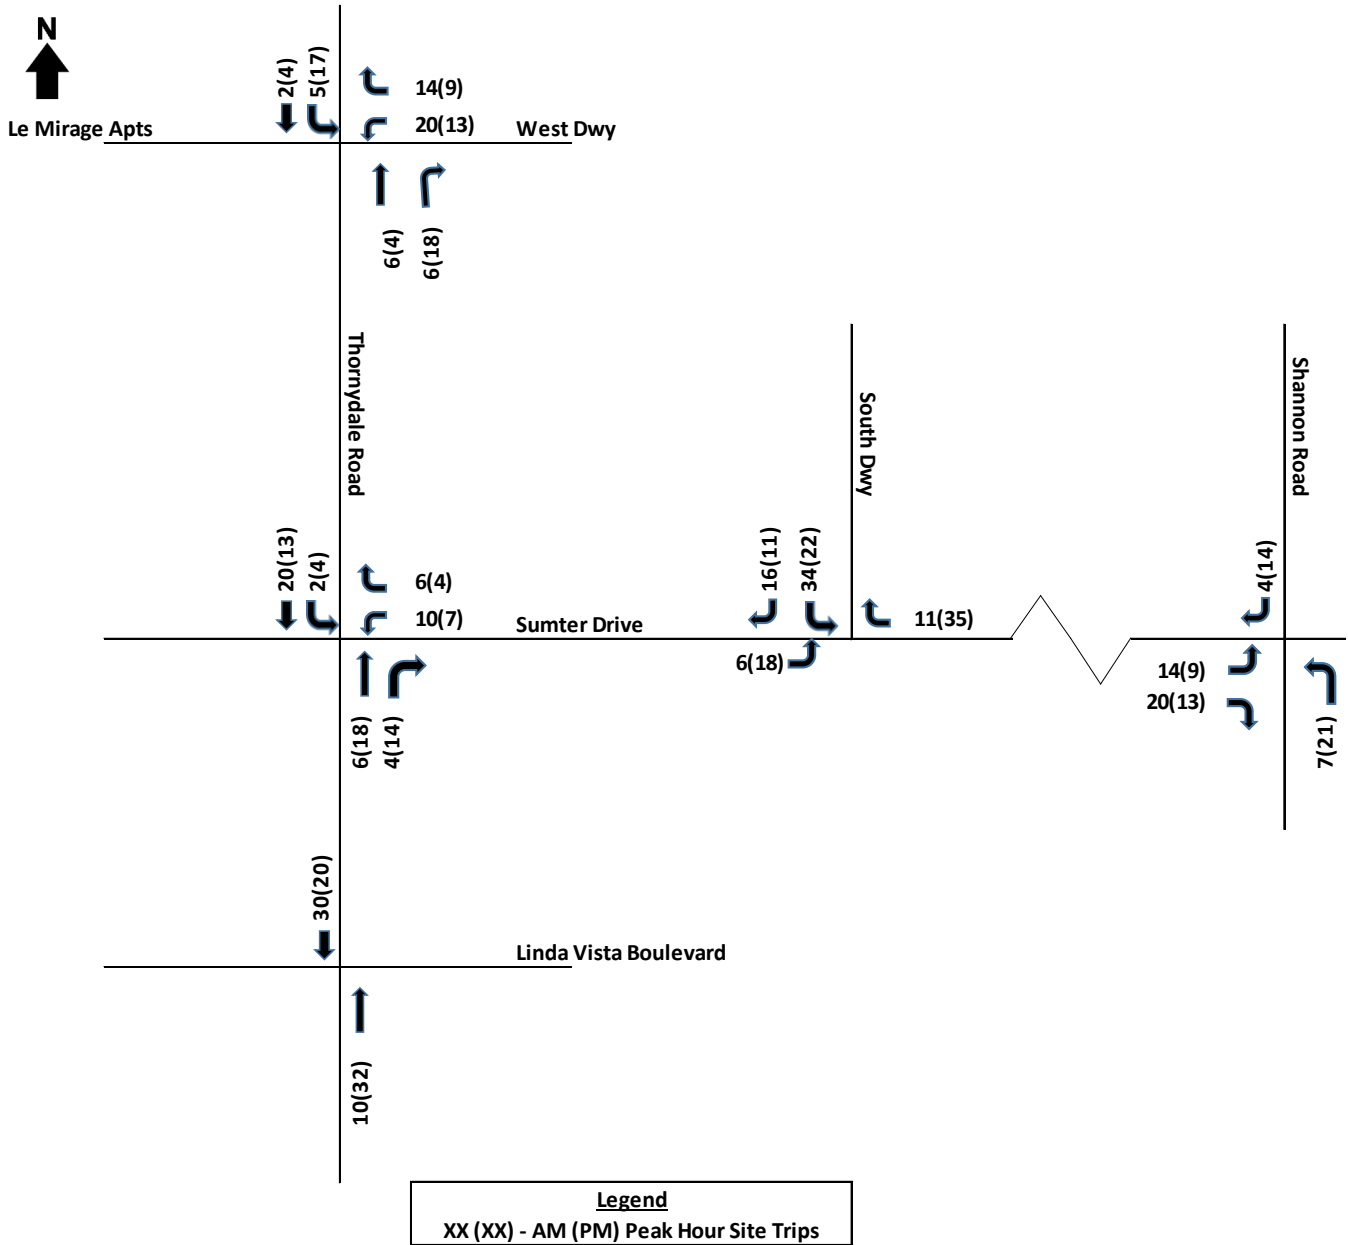 N
2(4)
5(17)
14(9)
20(13)
Le Mirage Apts
West Dwy
6(4)
6(18)
Thornydale Road
South Dwy
Shannon Road
20(13)
2(4)
6(4)
10(7)
Sumter Drive
16(11)
34(22)
11(35)
4(14)
6(18)
14(9)
20(13)
6(18)
4(14)
7(21)
30(20)
Linda Vista Boulevard
10(32)
Legend
XX (XX) - AM (PM) Peak Hour Site Trips